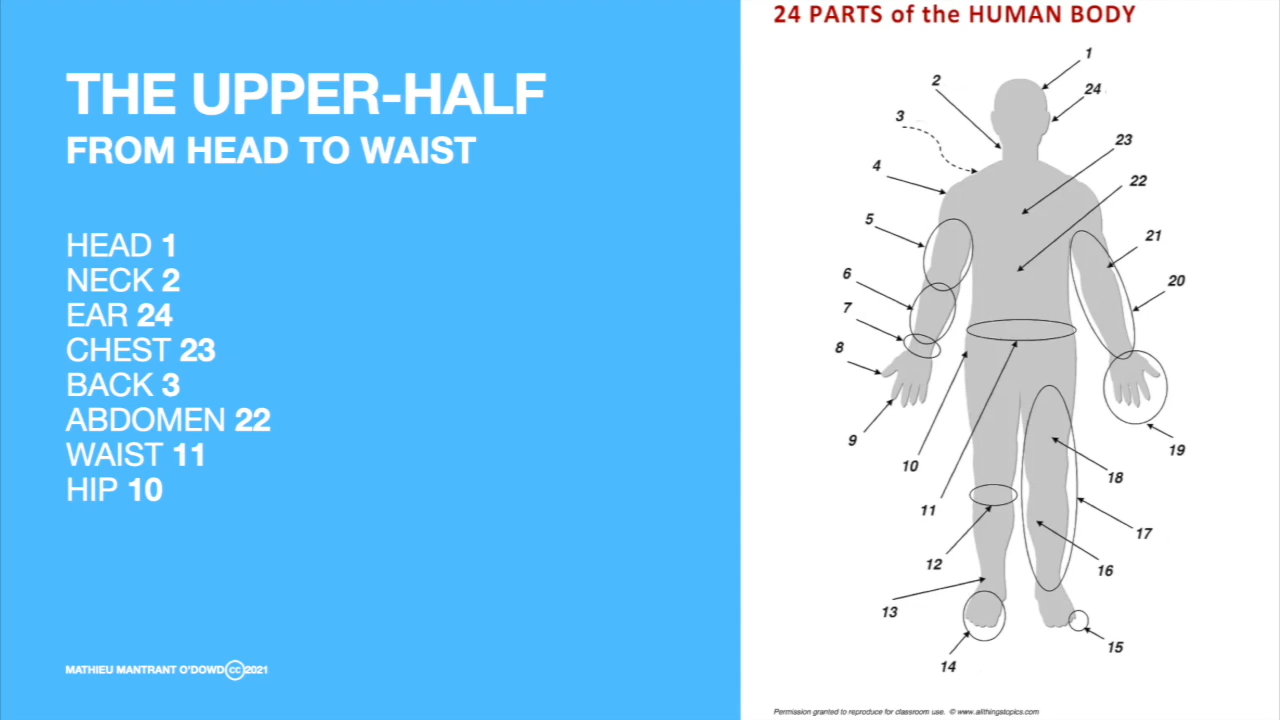 THE UPPER-HALF
FROM HEAD TO WAIST
HEAD 1
NECK 2
EAR 24
CHEST 23
BACK 3
ABDOMEN 22
WAIST 11
HIP 10
MATHIEU MANTRANT O'DOWD cc 2021
24 PARTS of the HUMAN BODY
1
2
24
3
23
4
22
5
21
6
20
7
8
9
19
10
18
11
17
12
16
13
15
14
Permission granted to reproduce for classroom use. © www.allthingstopics.com